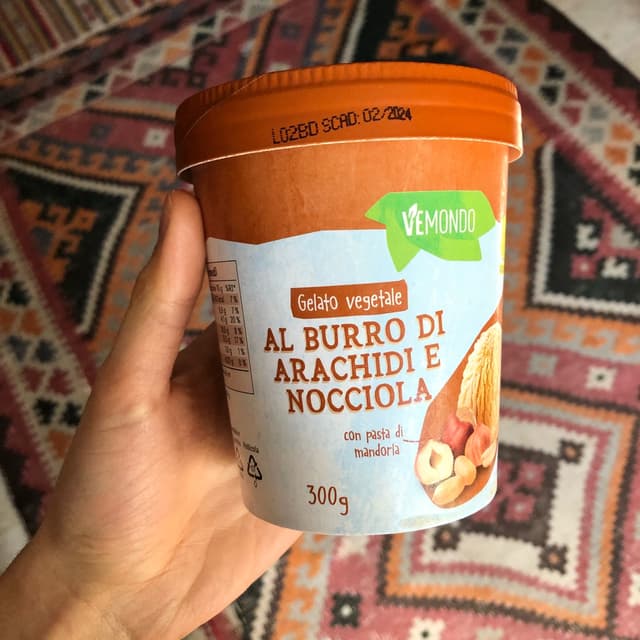 L02BD SCAD: 02/2024
VEMONDO
Gelato vegetale
AL BURRO DI
ARACHIDI E
NOCCIOLA
con pasta di
mandorla
300g